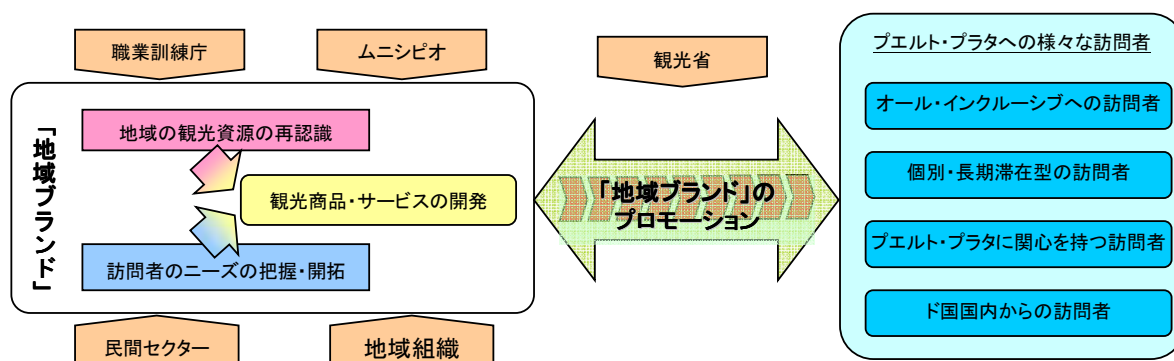 職業訓練庁
ムニシピオ
観光省
「地域ブランド」
地域の観光資源の再認識
観光商品・サービスの開発
訪問者のニーズの把握・開拓
民間セクター
地域組織
「地域ブランド」の
プロモーション
プエルト・プラタへの様々な訪問者
オール・インクルーシブへの訪問者
個別・長期滞在型の訪問者
プエルト・プラタに関心を持つ訪問者
ド国国内からの訪問者